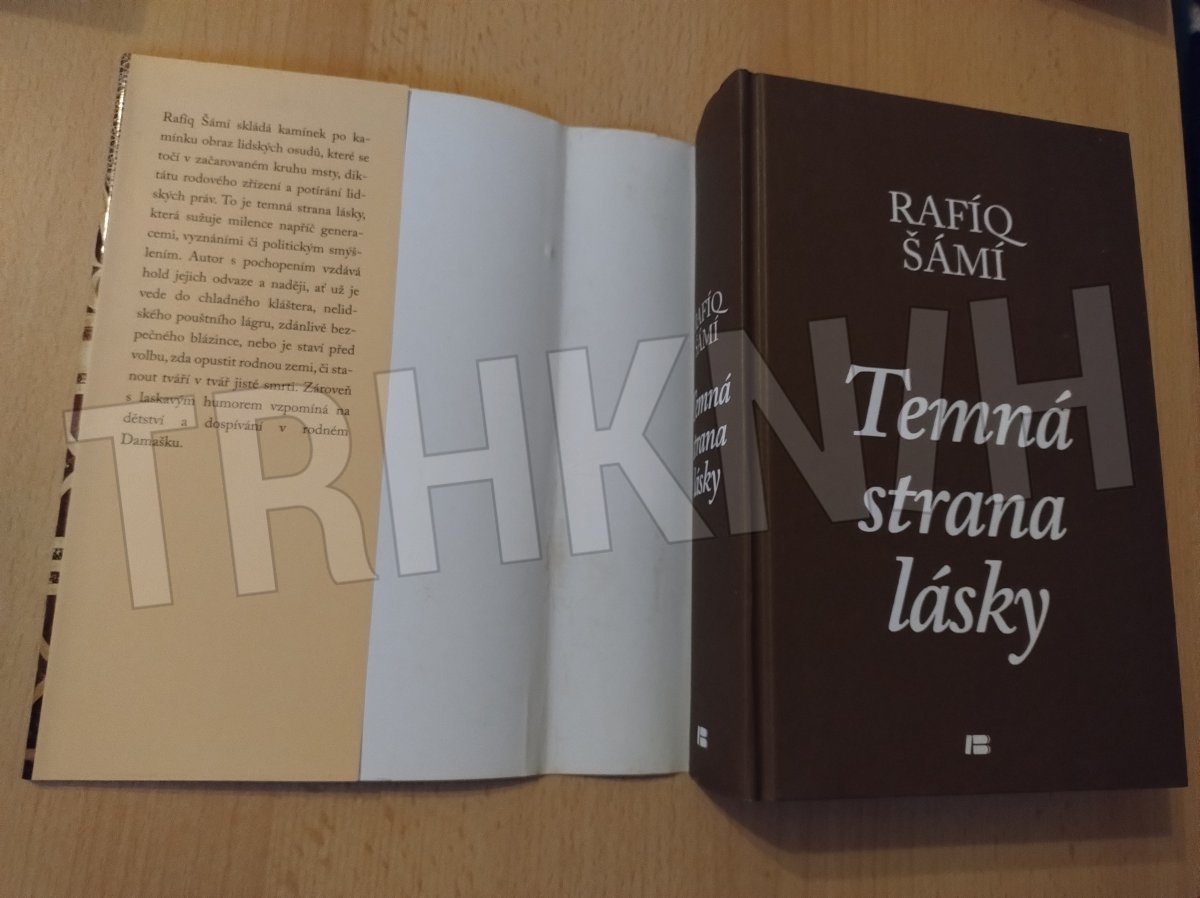 Rafíq Šámí skládá kamínek po ka-
mínku obraz lidských osudů, které se
točí v začarovaném kruhu msty, dik-
tátu rodového zřízení a potírání lid-
ských práv. To je temná strana lásky,
která sužuje milence napříč genera-
cemi, vyznáními či politickým smýš-
lením. Autor s pochopením vzdává
hold jejich odvaze a naději, ať už je
vede do chladného kláštera, nelid-
ského pouštního lágru, zdánlivě bez-
pečného blázince, nebo je staví před
volbu, zda opustit rodnou zemi, či sta-
nout tváří v tvář jisté smrti. Zároveň
s laskavým humorem vzpomíná na
dětství a dospívání v rodném
Damašku.
RAFÍQ
ŠÁMÍ
Temná
strana
lásky
B
RAFÍQ
ŠÁMÍ
Temná
strana
lásky
B
TRHKNIH